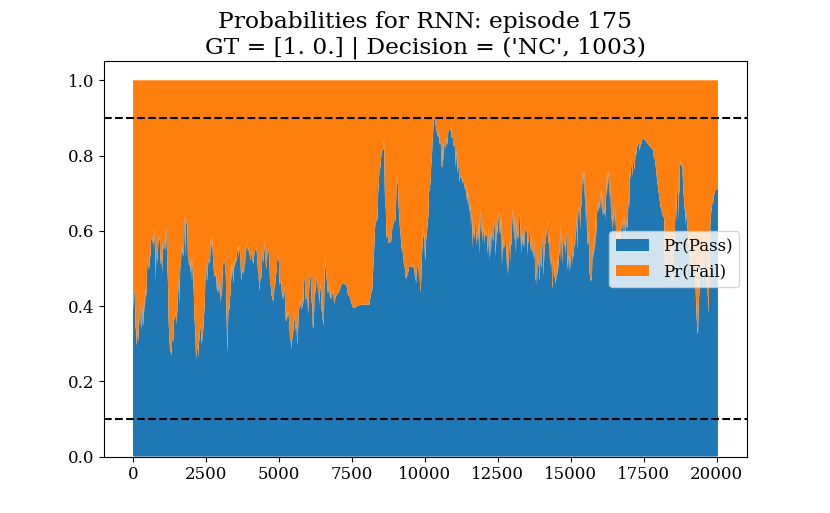 Probabilities for RNN: episode 175
GT = [1. 0.] | Decision = ('NC', 1003)
1.0
0.8
0.6
0.4
0.2
0.0
Pr(Pass)
Pr(Fail)
0 2500 5000 7500 10000 12500 15000 17500 20000